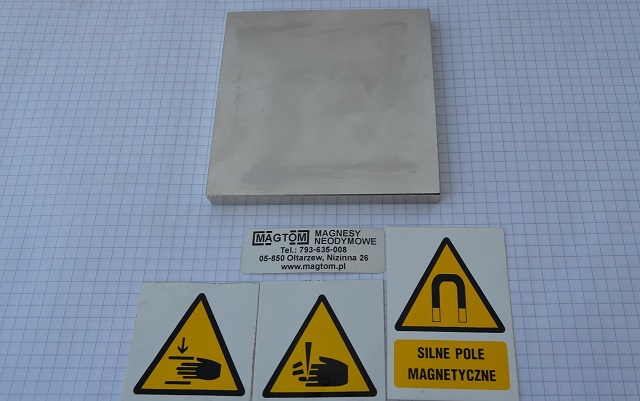 MAGTOM MAGNESY
NEODYMOWE
Tel.: 793-635-008
05-850 Ołtarzew, Nizinna 26
www.magtom.pl
SILNE POLE
MAGNETYCZNE